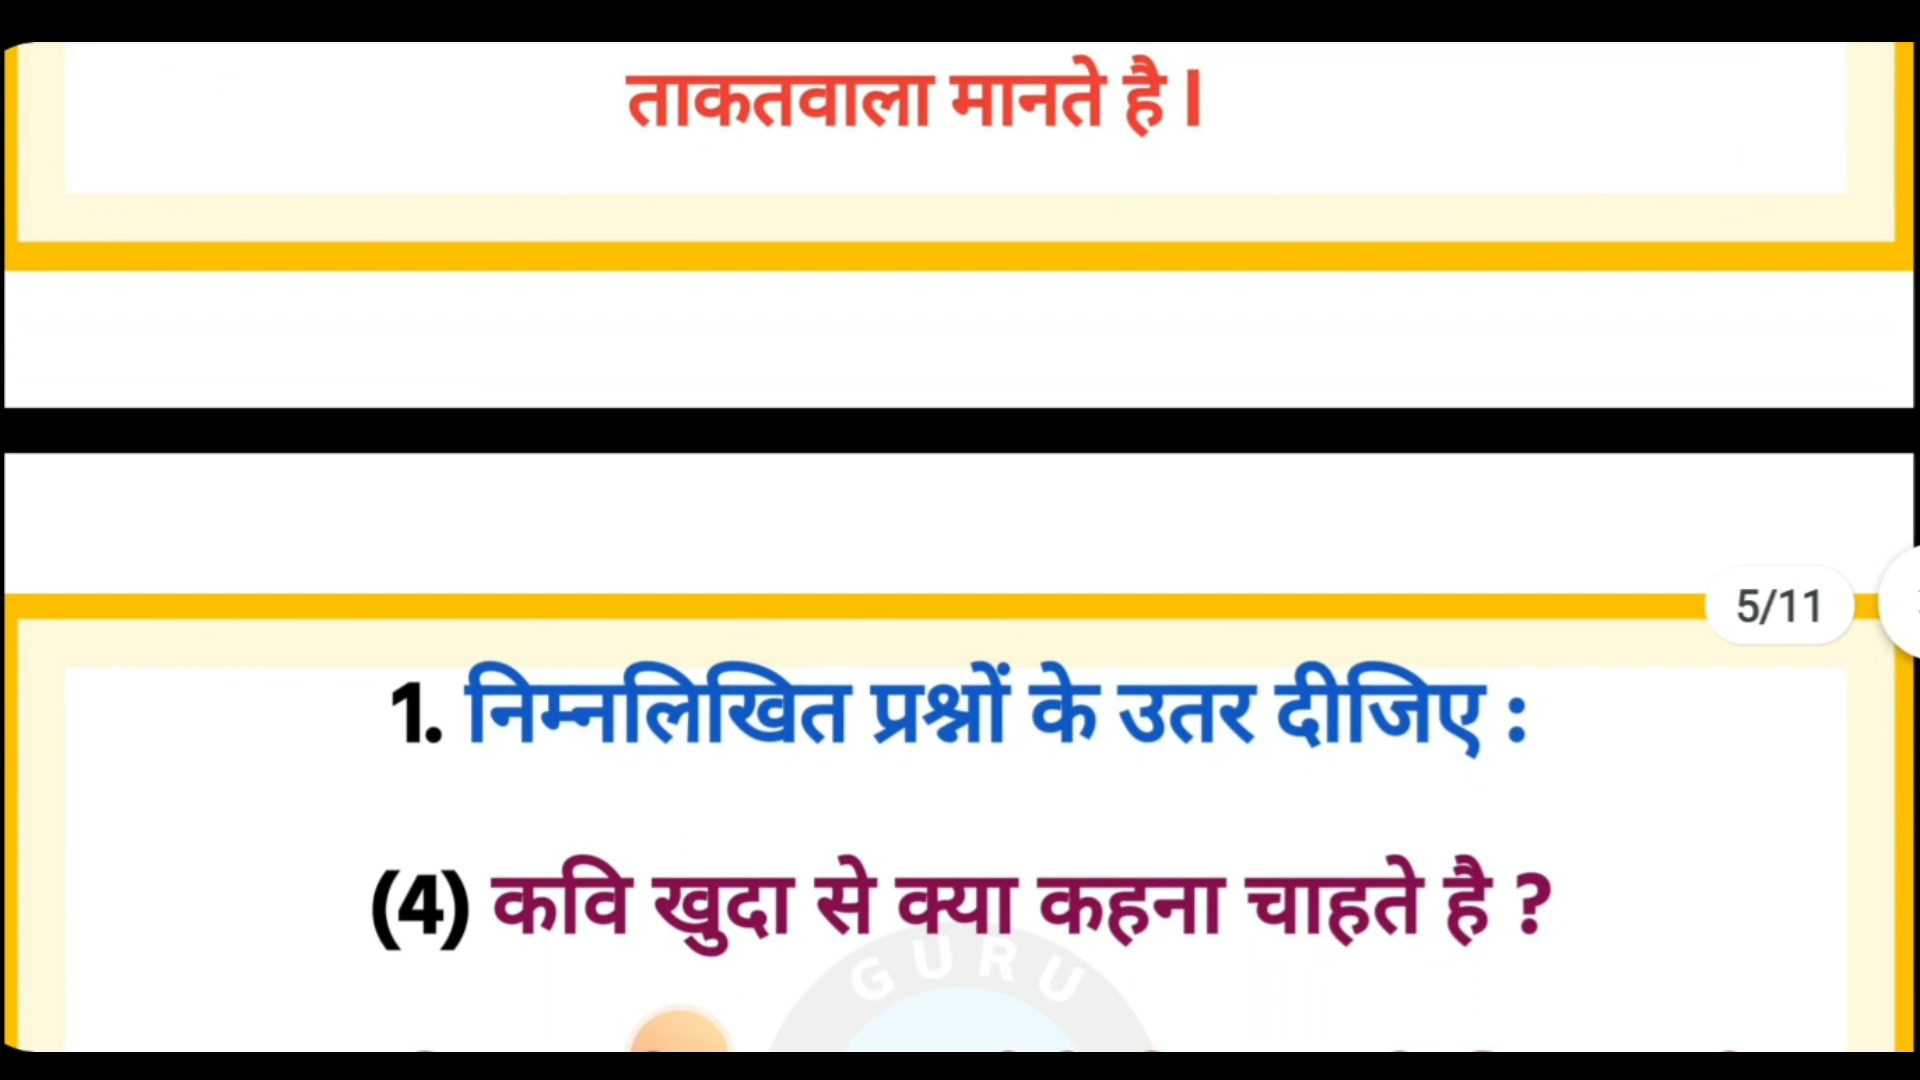 ताकतवाला मानते है l
5/11
1. निम्नलिखित प्रश्नों के उतर दीजिए :
(4) कवि खुदा से क्या कहना चाहते है ?
GURU